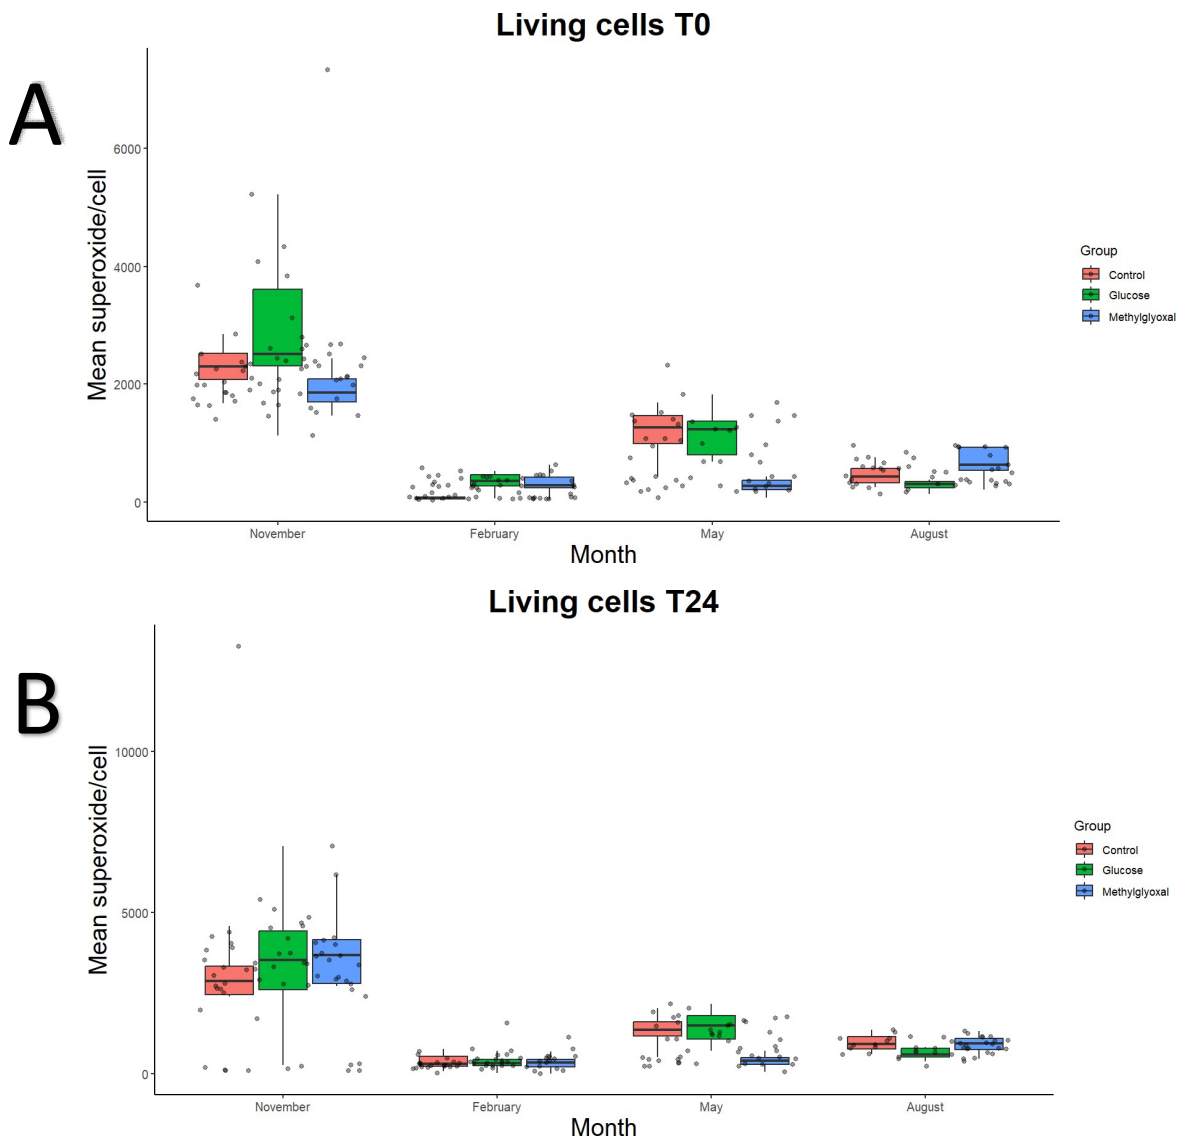 Living cells T0
A
6000
4000
2000
0
Mean superoxide/cell
November February May August
Month
Group
Control
Glucose
Methylglyoxal
Living cells T24
B
10000
5000
0
Mean superoxide/cell
November February May August
Month
Group
Control
Glucose
Methylglyoxal